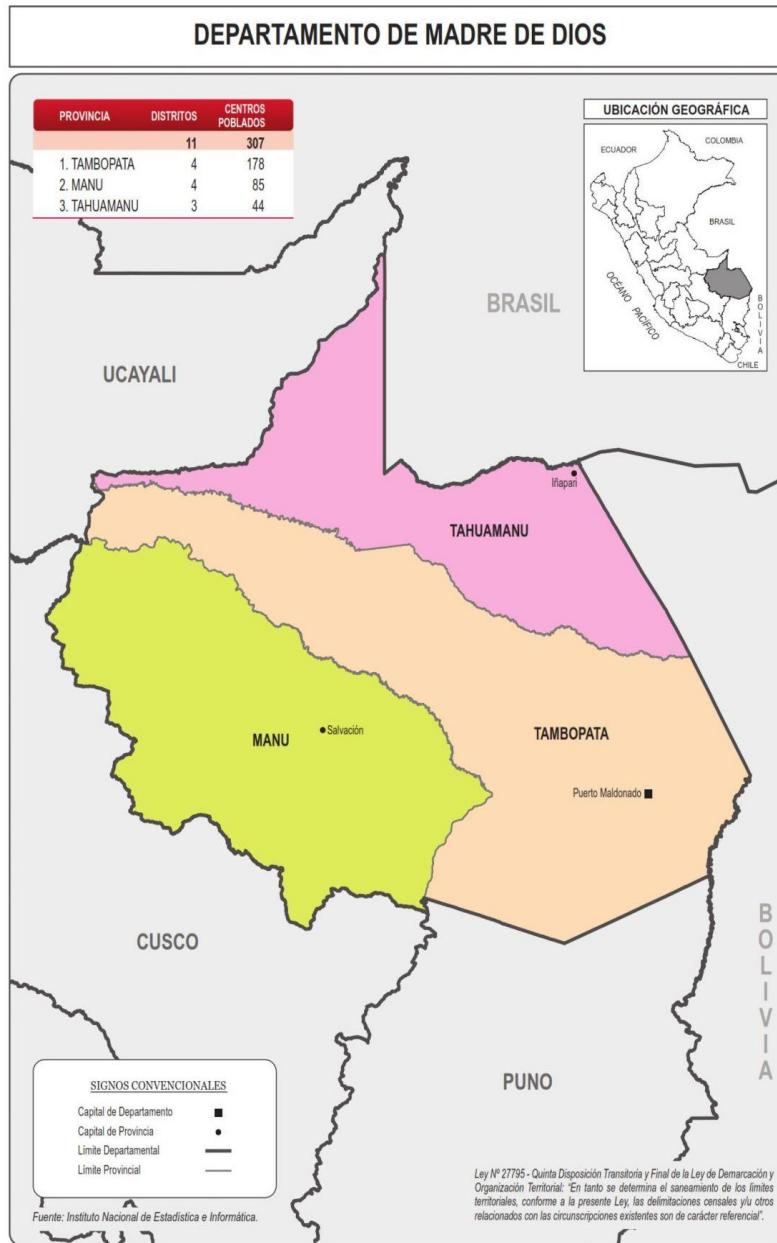 DEPARTAMENTO DE MADRE DE DIOS
PROVINCIA DISTRITOS CENTROS POBLADOS
11 307
1. TAMBOPATA 4 178
2. MANU 4 85
3. TAHUAMANU 3 44
UBICACIÓN GEOGRÁFICA
ECUADOR
COLOMBIA
BRASIL
OCÉANO PACÍFICO
BOLIVIA
CHILE
BRASIL
UCAYALI
Iñapari
TAHUAMANU
MANU
Salvación
TAMBOPATA
Puerto Maldonado
CUSCO
BOLIVIA
PUNO
SIGNOS CONVENCIONALES
Capital de Departamento
Capital de Provincia
Límite Departamental
Límite Provincial
Fuente: Instituto Nacional de Estadística e Informática.
Ley Nº 27795 - Quinta Disposición Transitoria y Final de la Ley de Demarcación y
Organización Territorial: “En tanto se determina el saneamiento de los límites
territoriales, conforme a la presente Ley, las delimitaciones censales y/u otros
relacionados con las circunscripciones existentes son de carácter referencial”.